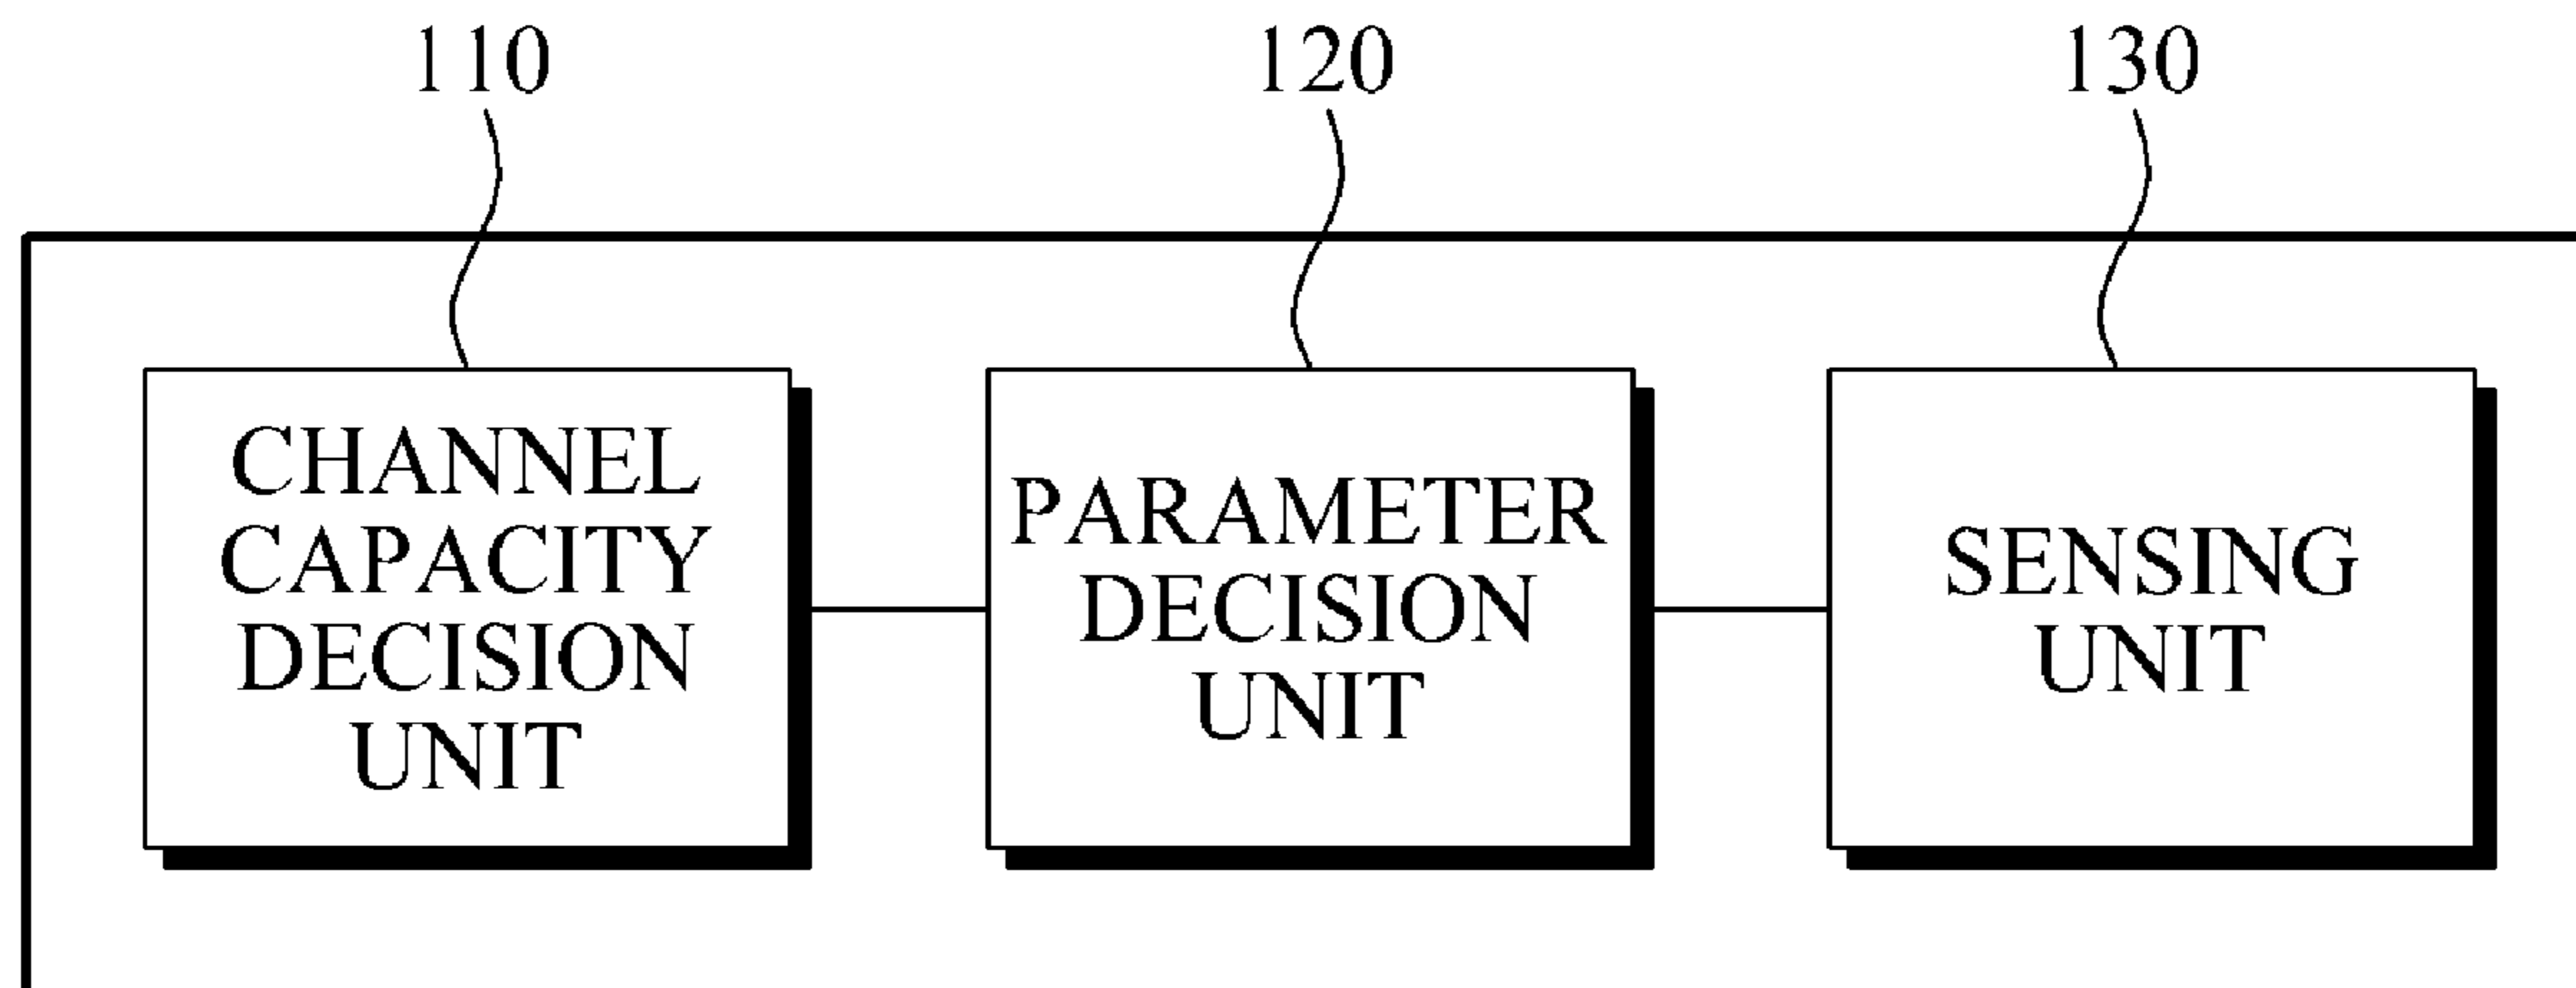 110
120
130
CHANNEL
CAPACITY
DECISION
UNIT
PARAMETER
DECISION
UNIT
SENSING
UNIT